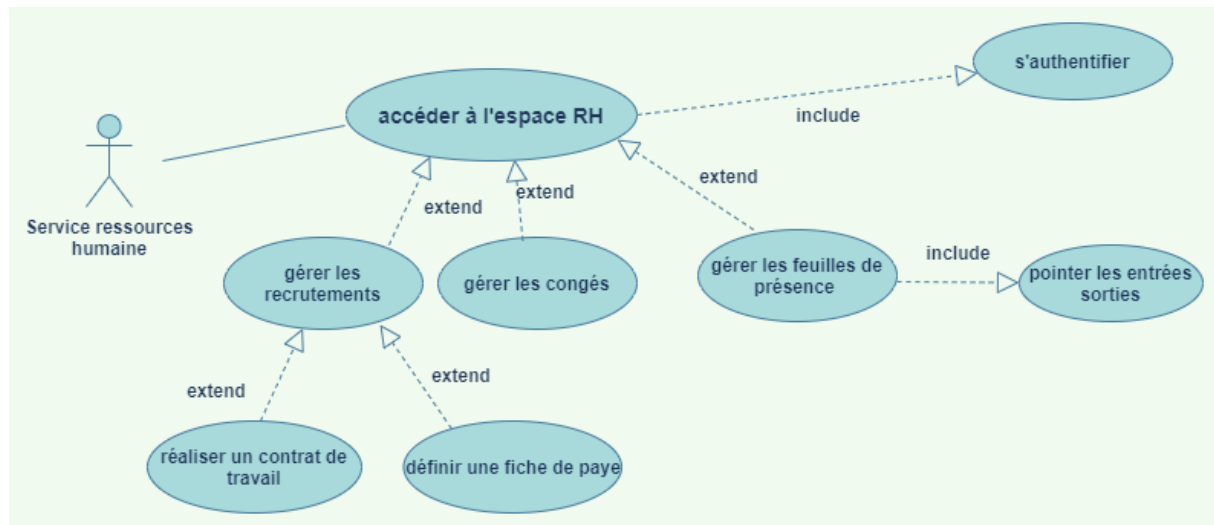 s'authentifier
accéder à l'espace RH
include
extend
extend
extend
Service ressources
humaine
gérer les
recrutements
gérer les congés
gérer les feuilles de
présence
include
pointer les entrées
sorties
extend
extend
réaliser un contrat de
travail
définir une fiche de paye